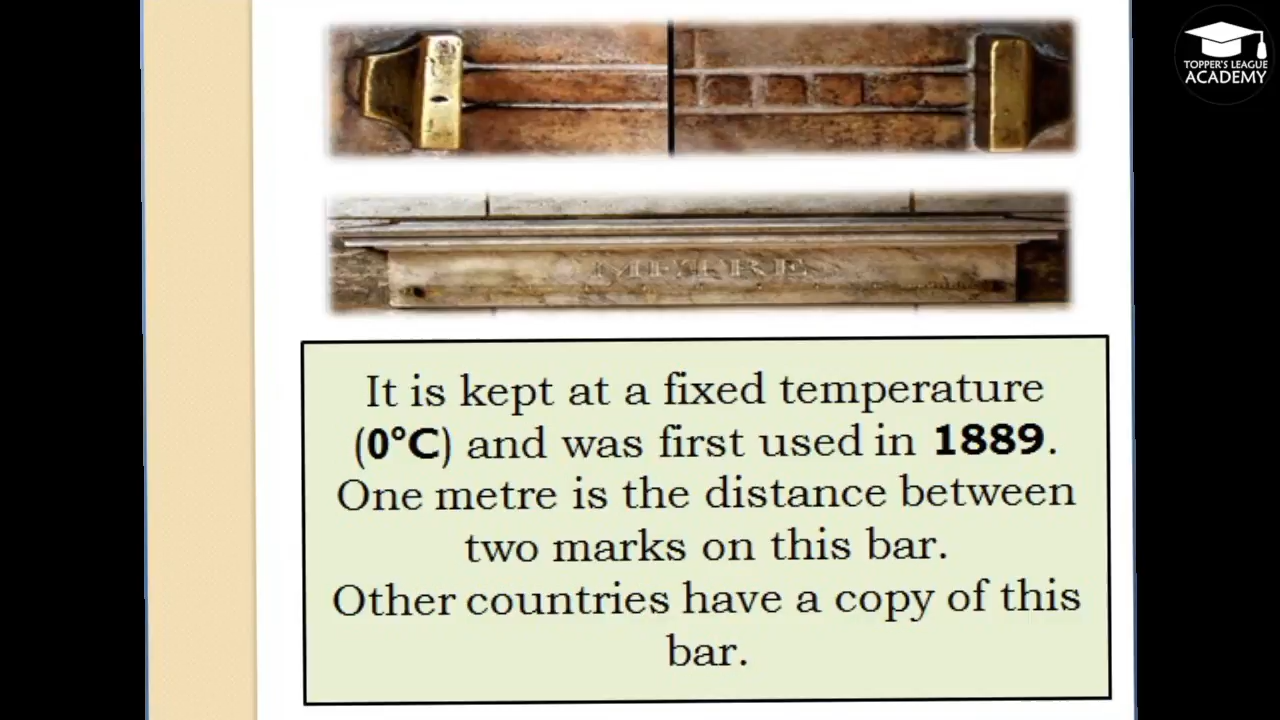 TOPPER'S LEAGUE
ACADEMY
It is kept at a fixed temperature
(0°C) and was first used in 1889.
One metre is the distance between
two marks on this bar.
Other countries have a copy of this
bar.